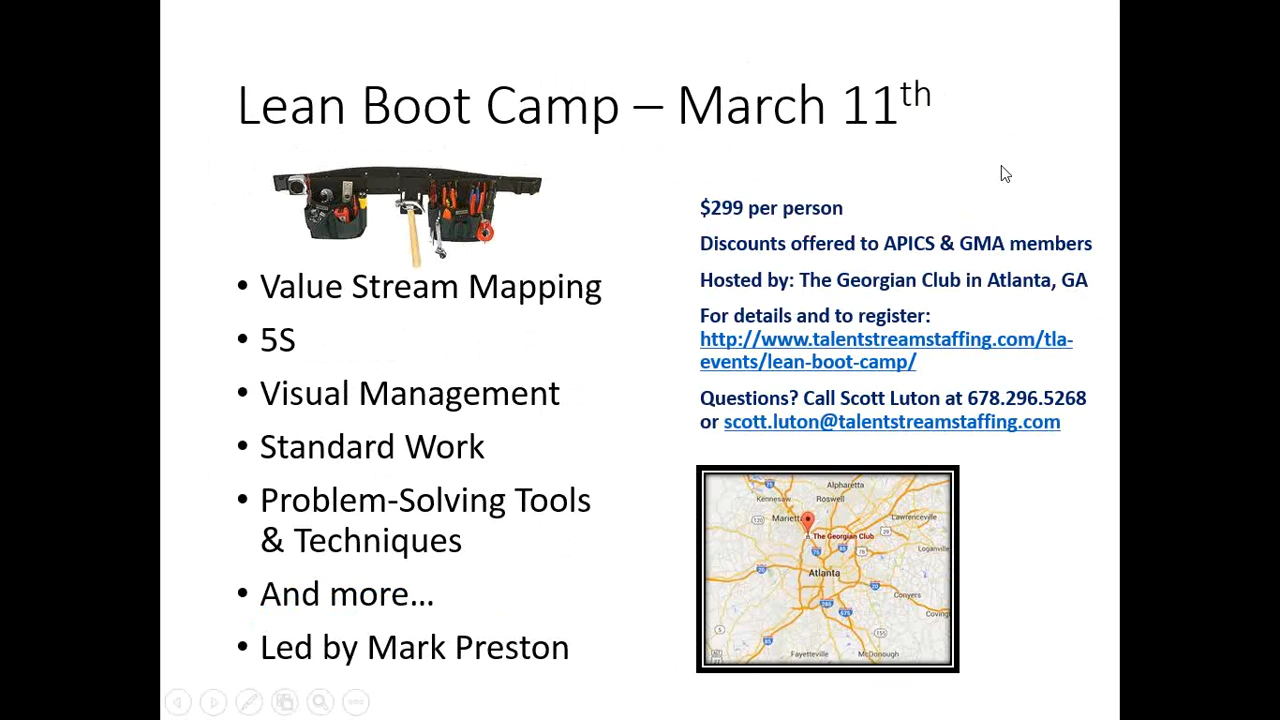 Lean Boot Camp – March 11th
• Value Stream Mapping
• 5S
• Visual Management
• Standard Work
• Problem-Solving Tools
& Techniques
• And more…
• Led by Mark Preston
$299 per person
Discounts offered to APICS & GMA members
Hosted by: The Georgian Club in Atlanta, GA
For details and to register:
http://www.talentstreamstaffing.com/tla-
events/lean-boot-camp/
Questions? Call Scott Luton at 678.296.5268
or scott.luton@talentstreamstaffing.com
Alpharetta
Kennesaw
Roswell
Marietta
Lawrenceville
The Georgian Club
Loganville
Atlanta
Conyers
Coving
Fayetteville
McDonough